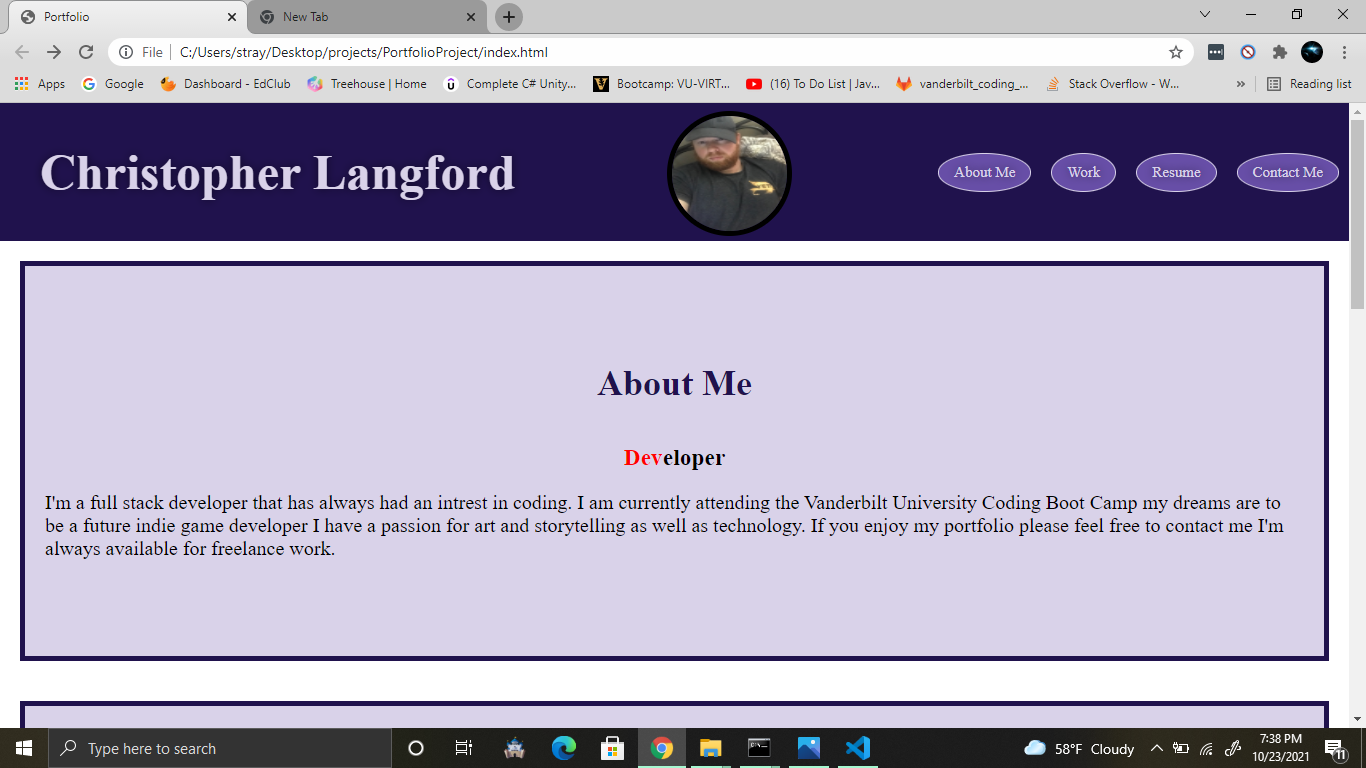 Portfolio
New Tab
File
C:/Users/stray/Desktop/projects/PortfolioProject/index.html
Apps
Google
Dashboard - EdClub
Treehouse | Home
Complete C# Unity...
Bootcamp: VU-VIRT...
(16) To Do List | Jav...
vanderbilt_coding_...
Stack Overflow - W...
»
Reading list
Christopher Langford
About Me
Work
Resume
Contact Me
About Me
Developer
I'm a full stack developer that has always had an intrest in coding. I am currently attending the Vanderbilt University Coding Boot Camp my dreams are to
be a future indie game developer I have a passion for art and storytelling as well as technology. If you enjoy my portfolio please feel free to contact me I'm
always available for freelance work.
Type here to search
58°F Cloudy
7:38 PM
10/23/2021
11